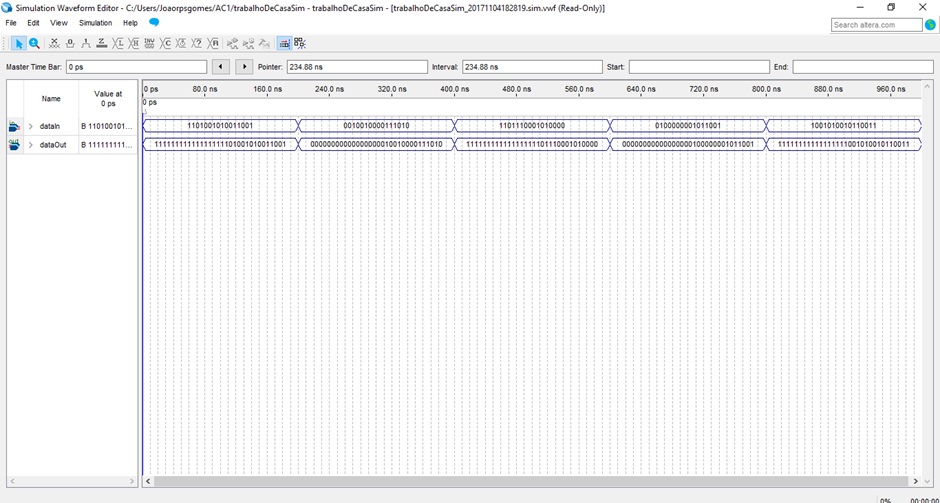 Simulation Waveform Editor - C:/Users/Joaorpsgomes/AC1/trabalhoDeCasaSim - trabalhoDeCasaSim - [trabalhoDeCasaSim_20171104182819.sim.vwf (Read-Only)]
File Edit View Simulation Help
Search altera.com
Master Time Bar: 0 ps Pointer: 234.88 ns Interval: 234.88 ns Start: End:
Name Value at 0 ps
0 ps 80.0 ns 160.0 ns 240.0 ns 320.0 ns 400.0 ns 480.0 ns 560.0 ns 640.0 ns 720.0 ns 800.0 ns 880.0 ns 960.0 ns
0 ps
dataIn B 110100101... 1101001010011001 0010010000111010 1101110001010000 0100000001011001 1001010010110011
dataOut B 111111111... 11111111111111111101001010011001 00000000000000000010010000111010 11111111111111111101110001010000 00000000000000000100000001011001 11111111111111111001010010110011
0% 00:00:00